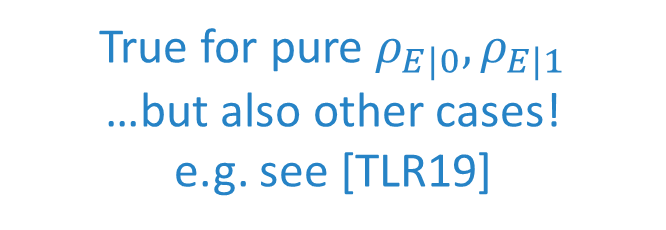 True for pure 𝜌𝐸|0, 𝜌𝐸|1
…but also other cases!
e.g. see [TLR19]